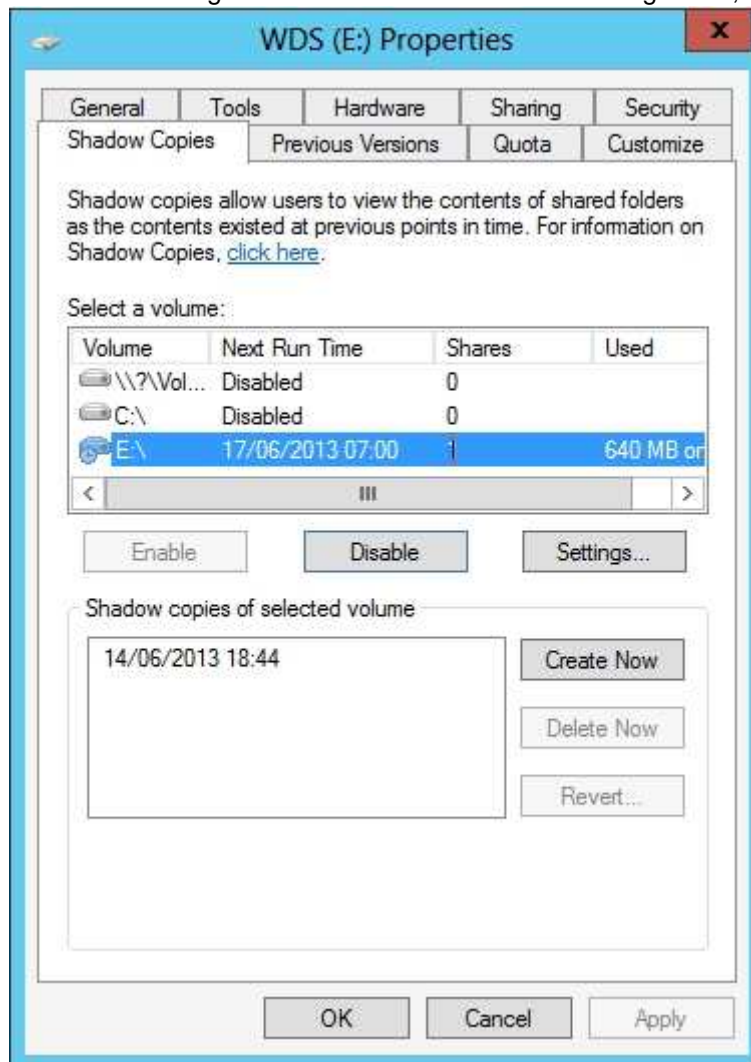 WDS (E:) Properties
x
General Tools Hardware Sharing Security
Shadow Copies Previous Versions Quota Customize
Shadow copies allow users to view the contents of shared folders
as the contents existed at previous points in time. For information on
Shadow Copies, click here.
Select a volume:
Volume Next Run Time Shares Used
\\?\Vol... Disabled 0
C:\ Disabled 0
E:\ 17/06/2013 07:00 1 640 MB on
Enable Disable Settings...
Shadow copies of selected volume
14/06/2013 18:44
Create Now
Delete Now
Revert...
OK Cancel Apply